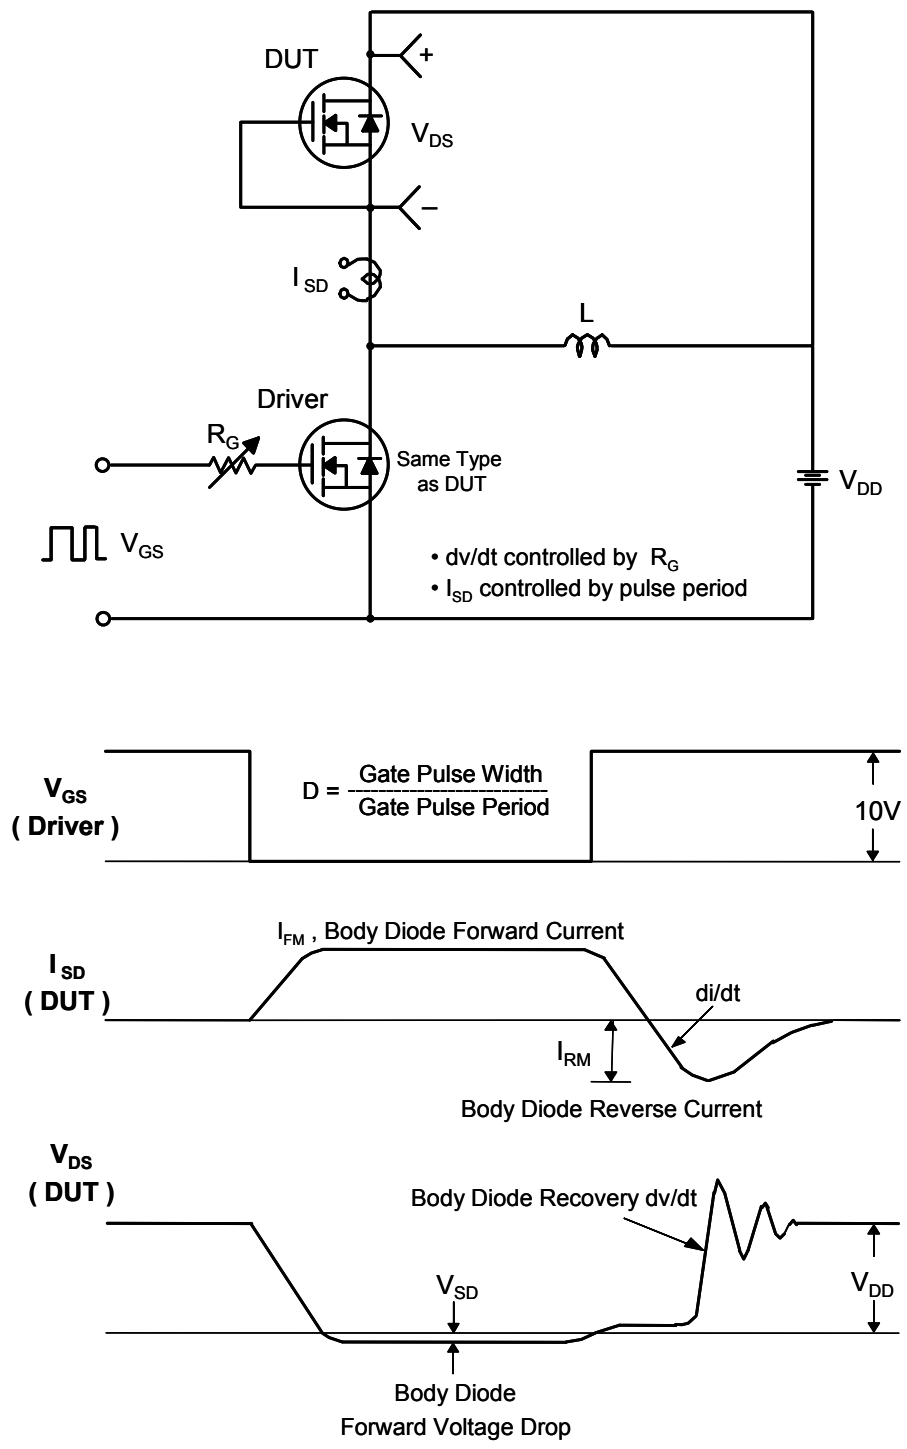 DUT
+
V_DS
–
I_SD
L
Driver
R_G
Same Type
as DUT
V_DD
V_GS
• dv/dt controlled by R_G
• I_SD controlled by pulse period
V_GS
( Driver )
D = Gate Pulse Width
Gate Pulse Period
10V
I_FM , Body Diode Forward Current
I_SD
( DUT )
di/dt
I_RM
Body Diode Reverse Current
V_DS
( DUT )
Body Diode Recovery dv/dt
V_SD
V_DD
Body Diode
Forward Voltage Drop